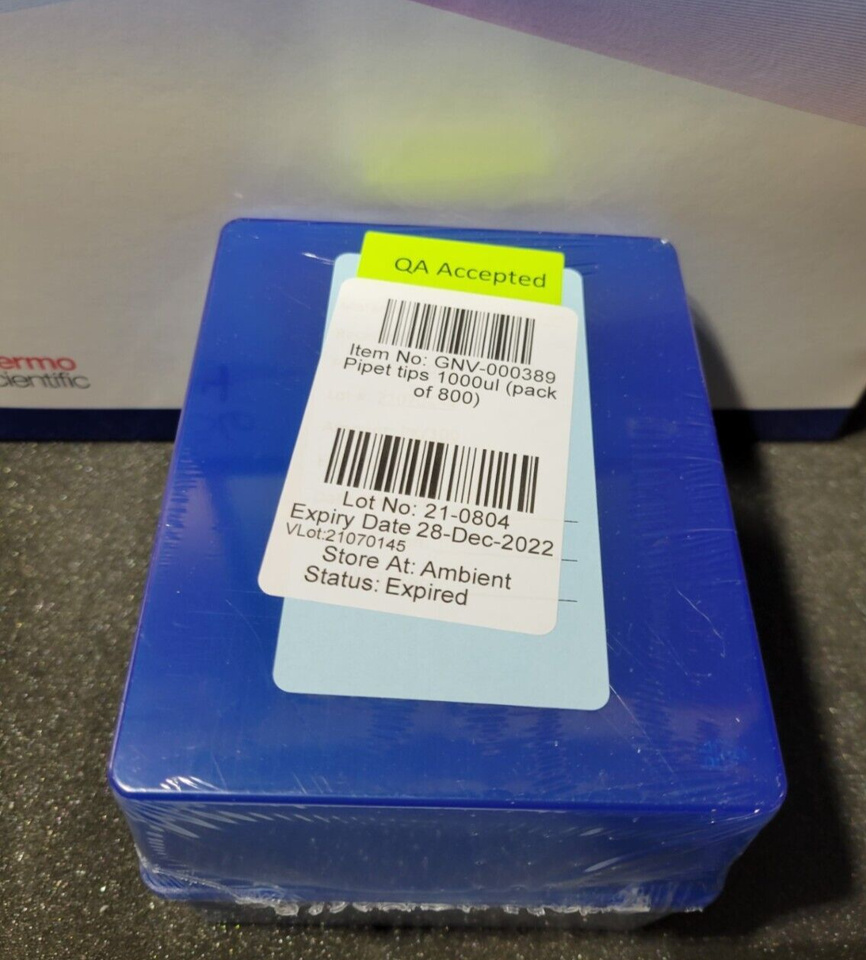 ermo
cientific
QA Accepted
Item No: GNV-000389
Pipet tips 1000ul (pack
of 800)
Lot No: 21-0804
Expiry Date 28-Dec-2022
VLot:21070145
Store At: Ambient
Status: Expired